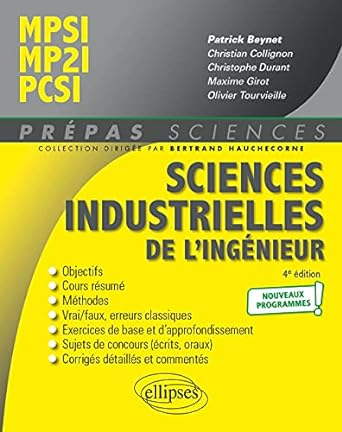 MPSI
MP2I
PCSI
Patrick Beynet
Christian Collignon
Christophe Durant
Maxime Girot
Olivier Tourvieille
PRÉPAS SCIENCES
COLLECTION DIRIGÉE PAR BERTRAND HAUCHECORNE
SCIENCES
INDUSTRIELLES
DE L'INGÉNIEUR
4e édition
NOUVEAUX
PROGRAMMES !
• Objectifs
• Cours résumé
• Méthodes
• Vrai/faux, erreurs classiques
• Exercices de base et d'approfondissement
• Sujets de concours (écrits, oraux)
• Corrigés détaillés et commentés
ellipses